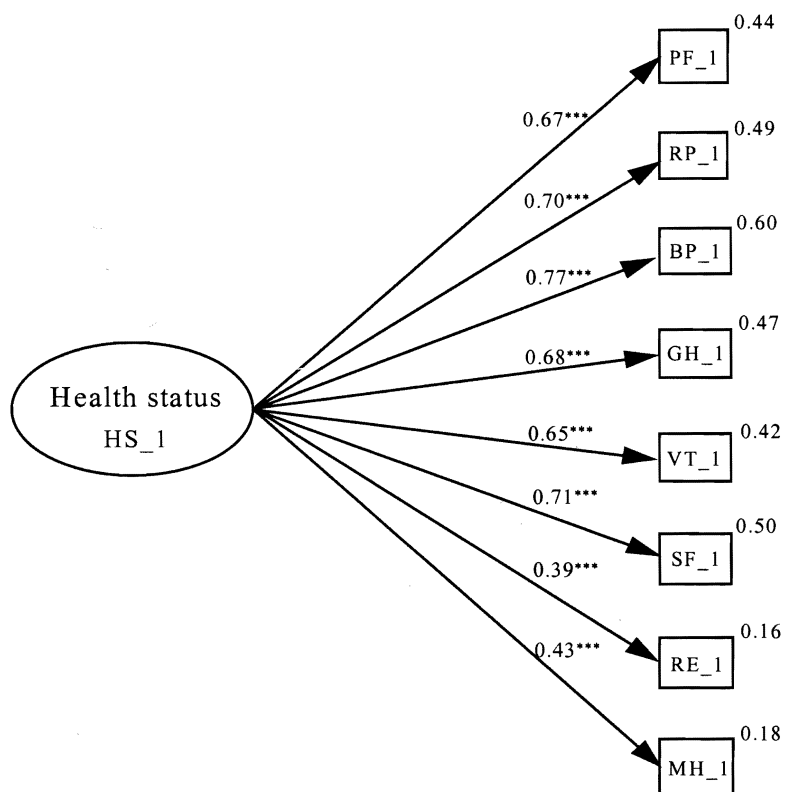 0.44
PF_1
0.67***
0.49
RP_1
0.70***
0.60
BP_1
0.77***
0.47
GH_1
0.68***
Health status
HS_1
0.65***
0.42
VT_1
0.71***
0.50
SF_1
0.39***
0.16
RE_1
0.43***
0.18
MH_1